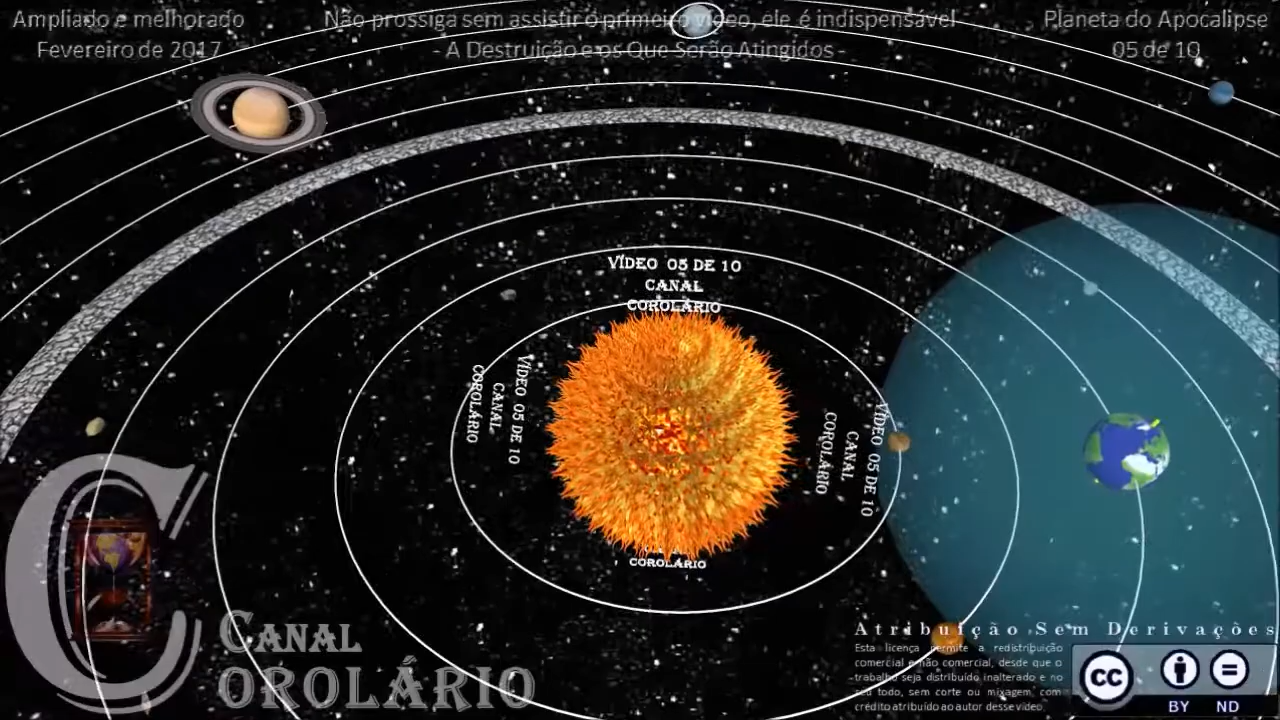 Ampliado e melhorado
Fevereiro de 2017
Não prossiga sem assistir o primeiro vídeo, ele é indispensável
- A Destruição e os Que Serão Atingidos -
Planeta do Apocalipse
05 de 10
VÍDEO 05 DE 10
CANAL
COROLÁRIO
VÍDEO 05 DE 10
CANAL
COROLÁRIO
VÍDEO 05 DE 10
CANAL
COROLÁRIO
COROLÁRIO
CANAL
COROLÁRIO
Atribuição Sem Derivações
Esta licença permite a redistribuição
comercial e não comercial, desde que o
trabalho seja distribuído inalterado e no
seu todo, sem corte ou mixagem, com
crédito atribuído ao autor desse vídeo.
CC
BY ND